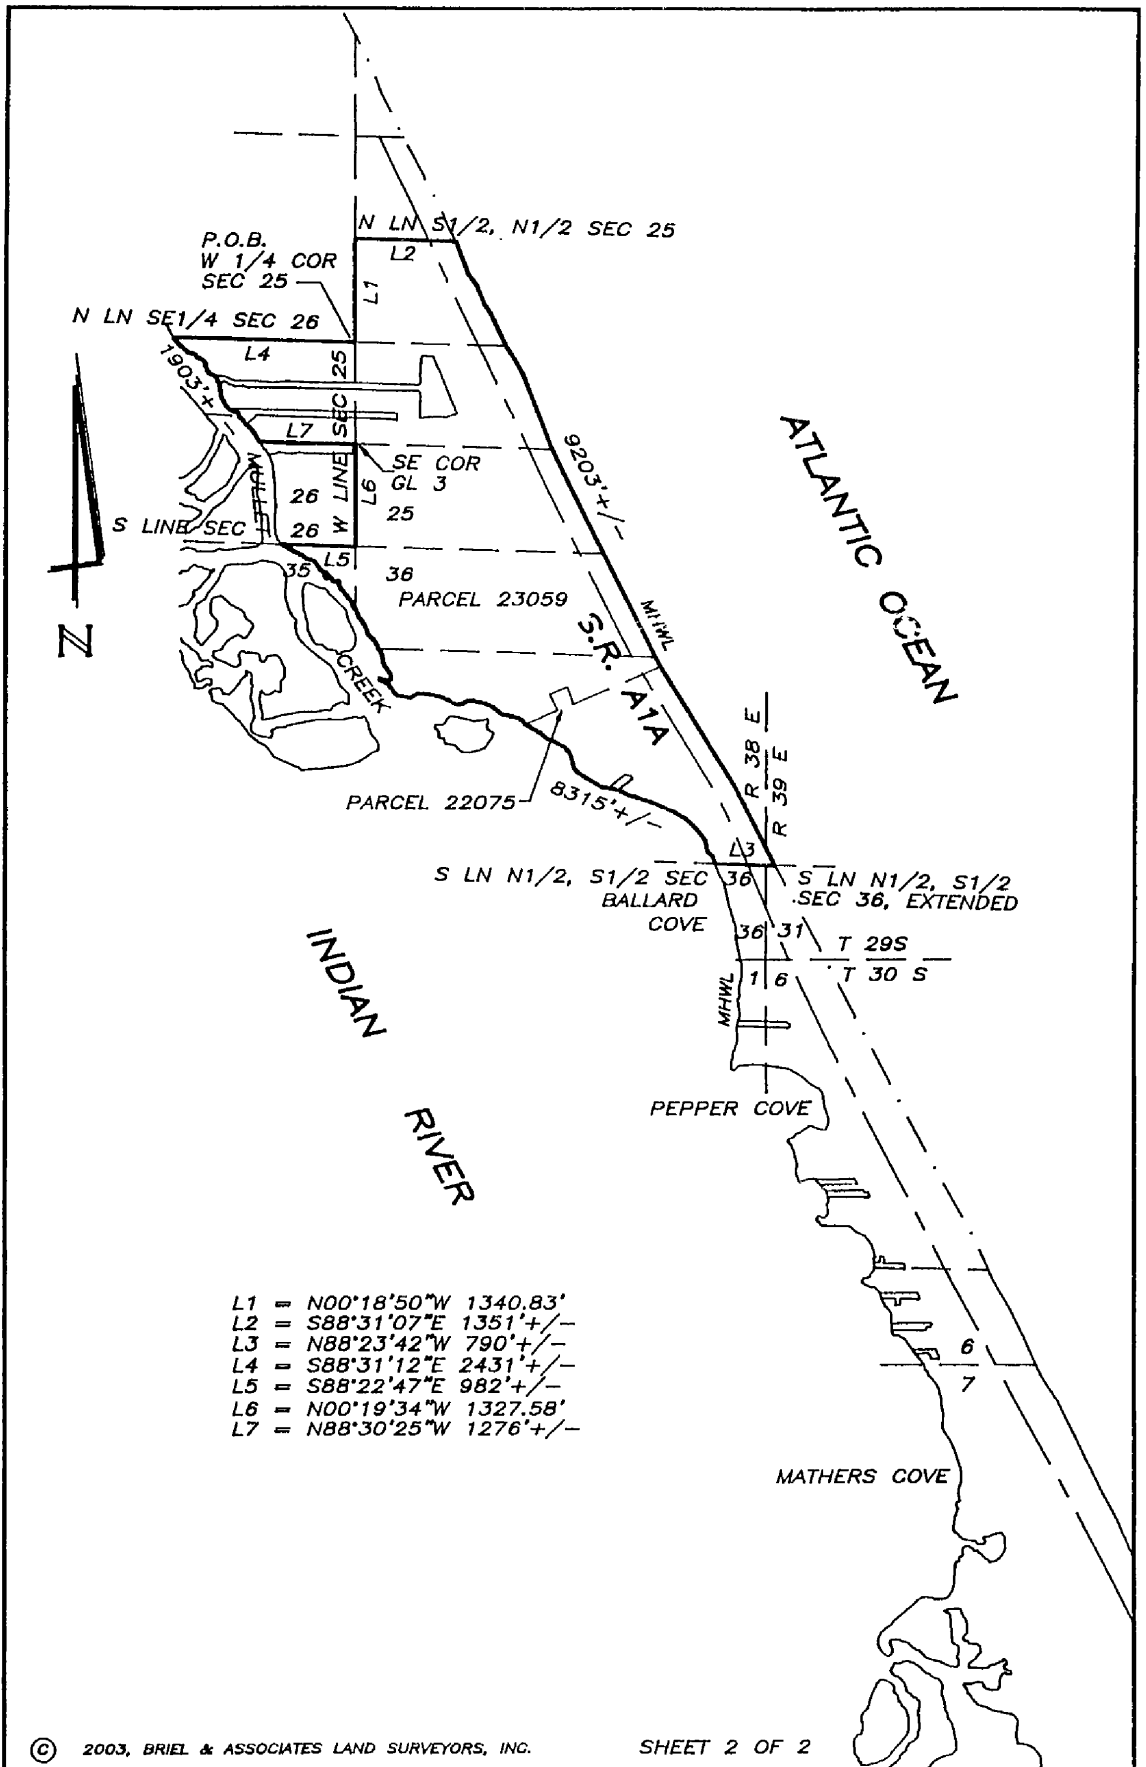 N LN S1/2, N1/2 SEC 25
P.O.B.
W 1/4 COR
SEC 25
L2
L1
N LN SE1/4 SEC 26
L4
1903'±
W LINE SEC 25
L7
SE COR
GL 3
L6
25
26
MULLET
S LINE SEC 26
L5
35
36
PARCEL 23059
CREEK
9203'+/-
MHWL
S.R. A1A
ATLANTIC OCEAN
R 38 E
R 39 E
PARCEL 22075
8315'+/-
L3
S LN N1/2, S1/2 SEC 36
BALLARD
COVE
S LN N1/2, S1/2
SEC 36, EXTENDED
36 31
T 29S
1 6
T 30 S
MHWL
PEPPER COVE
INDIAN RIVER
N
L1 = N00°18'50"W 1340.83'
L2 = S88°31'07"E 1351'+/-
L3 = N88°23'42"W 790'+/-
L4 = S88°31'12"E 2431'+/-
L5 = S88°22'47"E 982'+/-
L6 = N00°19'34"W 1327.58'
L7 = N88°30'25"W 1276'+/-
6
7
MATHERS COVE
© 2003, BRIEL & ASSOCIATES LAND SURVEYORS, INC.
SHEET 2 OF 2